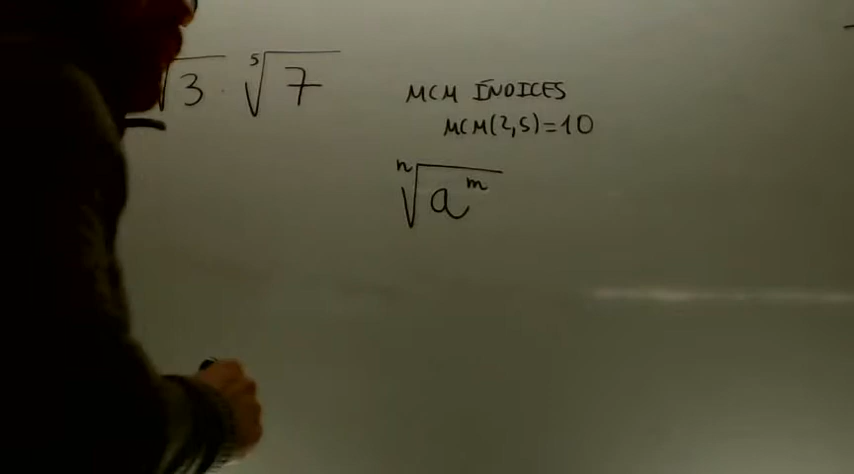 √3 · ⁵√7
MCM ÍNDICES
MCM(2,5)=10
ⁿ√aᵐ